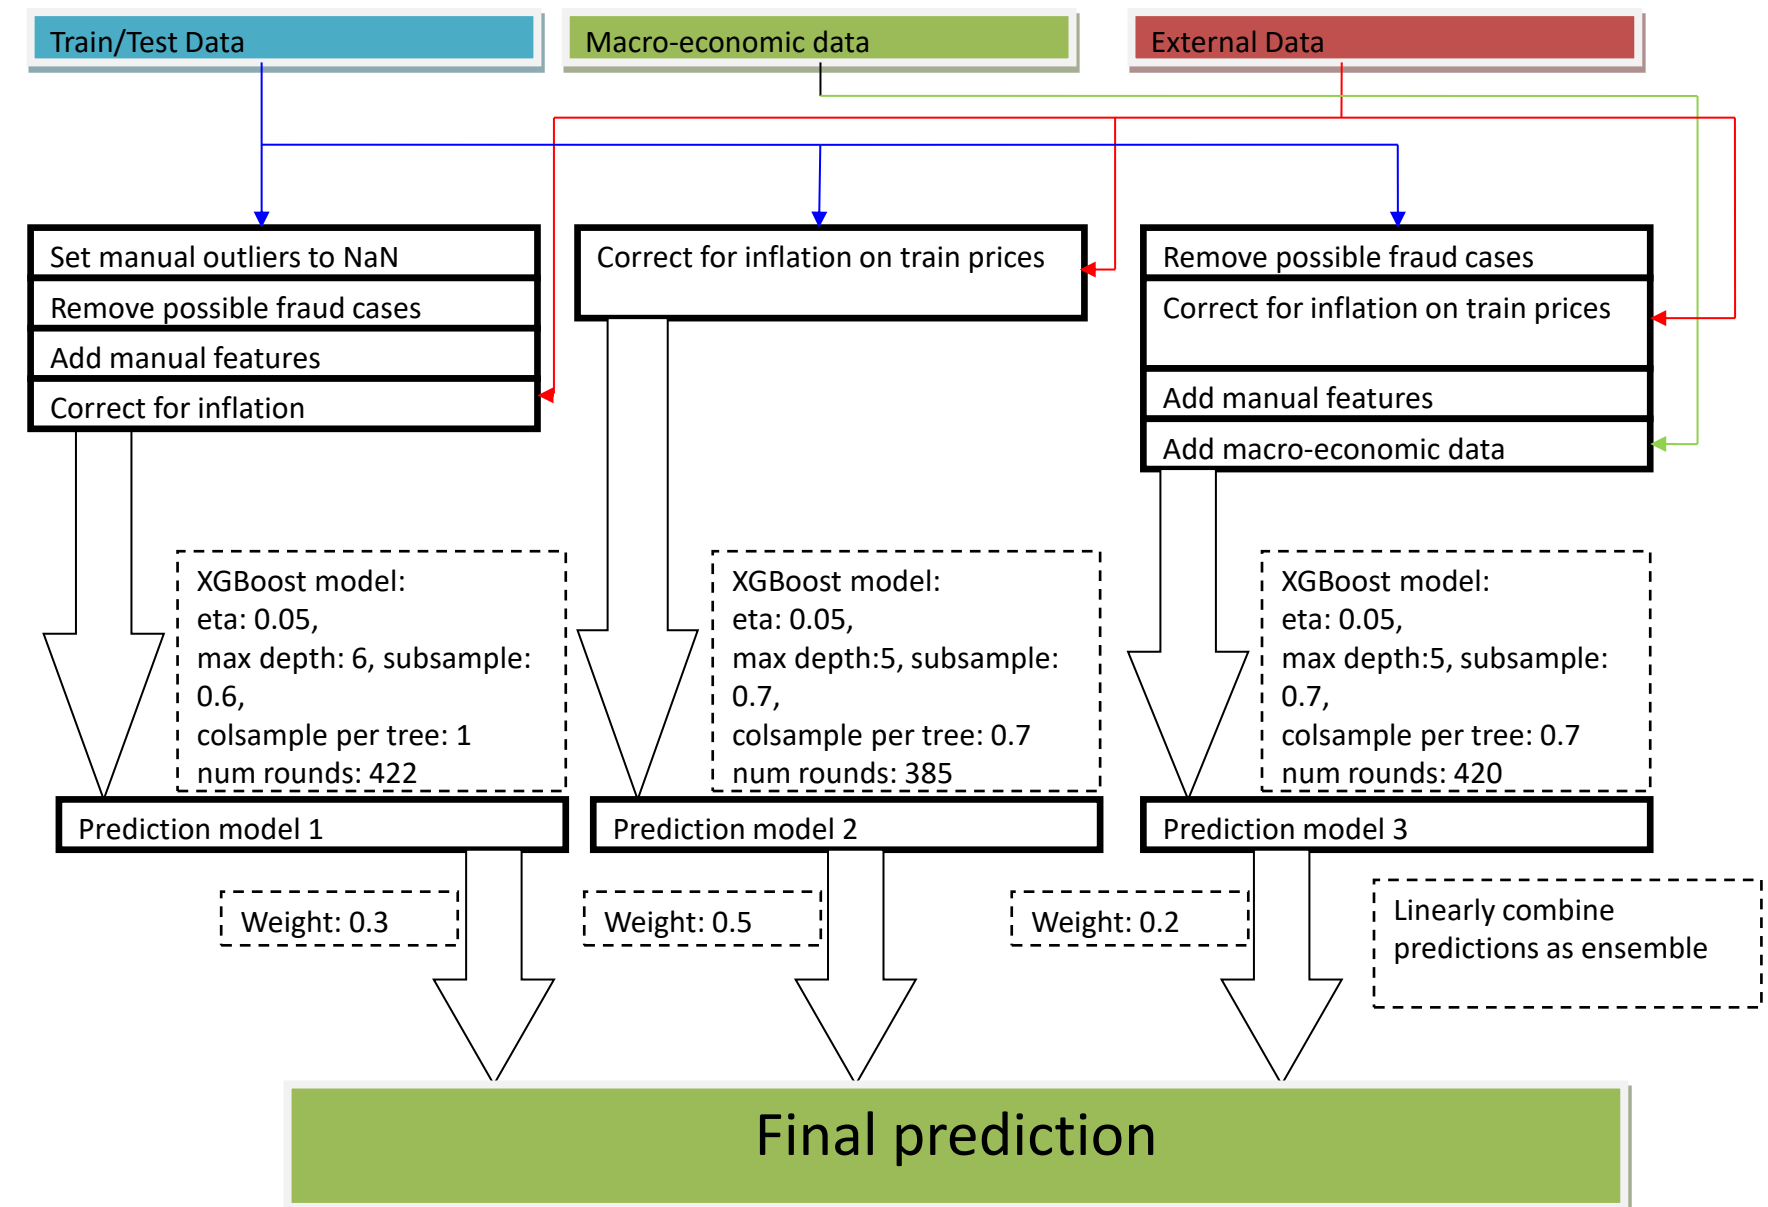 Train/Test Data
Macro-economic data
External Data
Set manual outliers to NaN
Remove possible fraud cases
Add manual features
Correct for inflation
Correct for inflation on train prices
Remove possible fraud cases
Correct for inflation on train prices
Add manual features
Add macro-economic data
XGBoost model:
eta: 0.05,
max depth: 6, subsample:
0.6,
colsample per tree: 1
num rounds: 422
XGBoost model:
eta: 0.05,
max depth:5, subsample:
0.7,
colsample per tree: 0.7
num rounds: 385
XGBoost model:
eta: 0.05,
max depth:5, subsample:
0.7,
colsample per tree: 0.7
num rounds: 420
Prediction model 1
Prediction model 2
Prediction model 3
Weight: 0.3
Weight: 0.5
Weight: 0.2
Linearly combine
predictions as ensemble
Final prediction